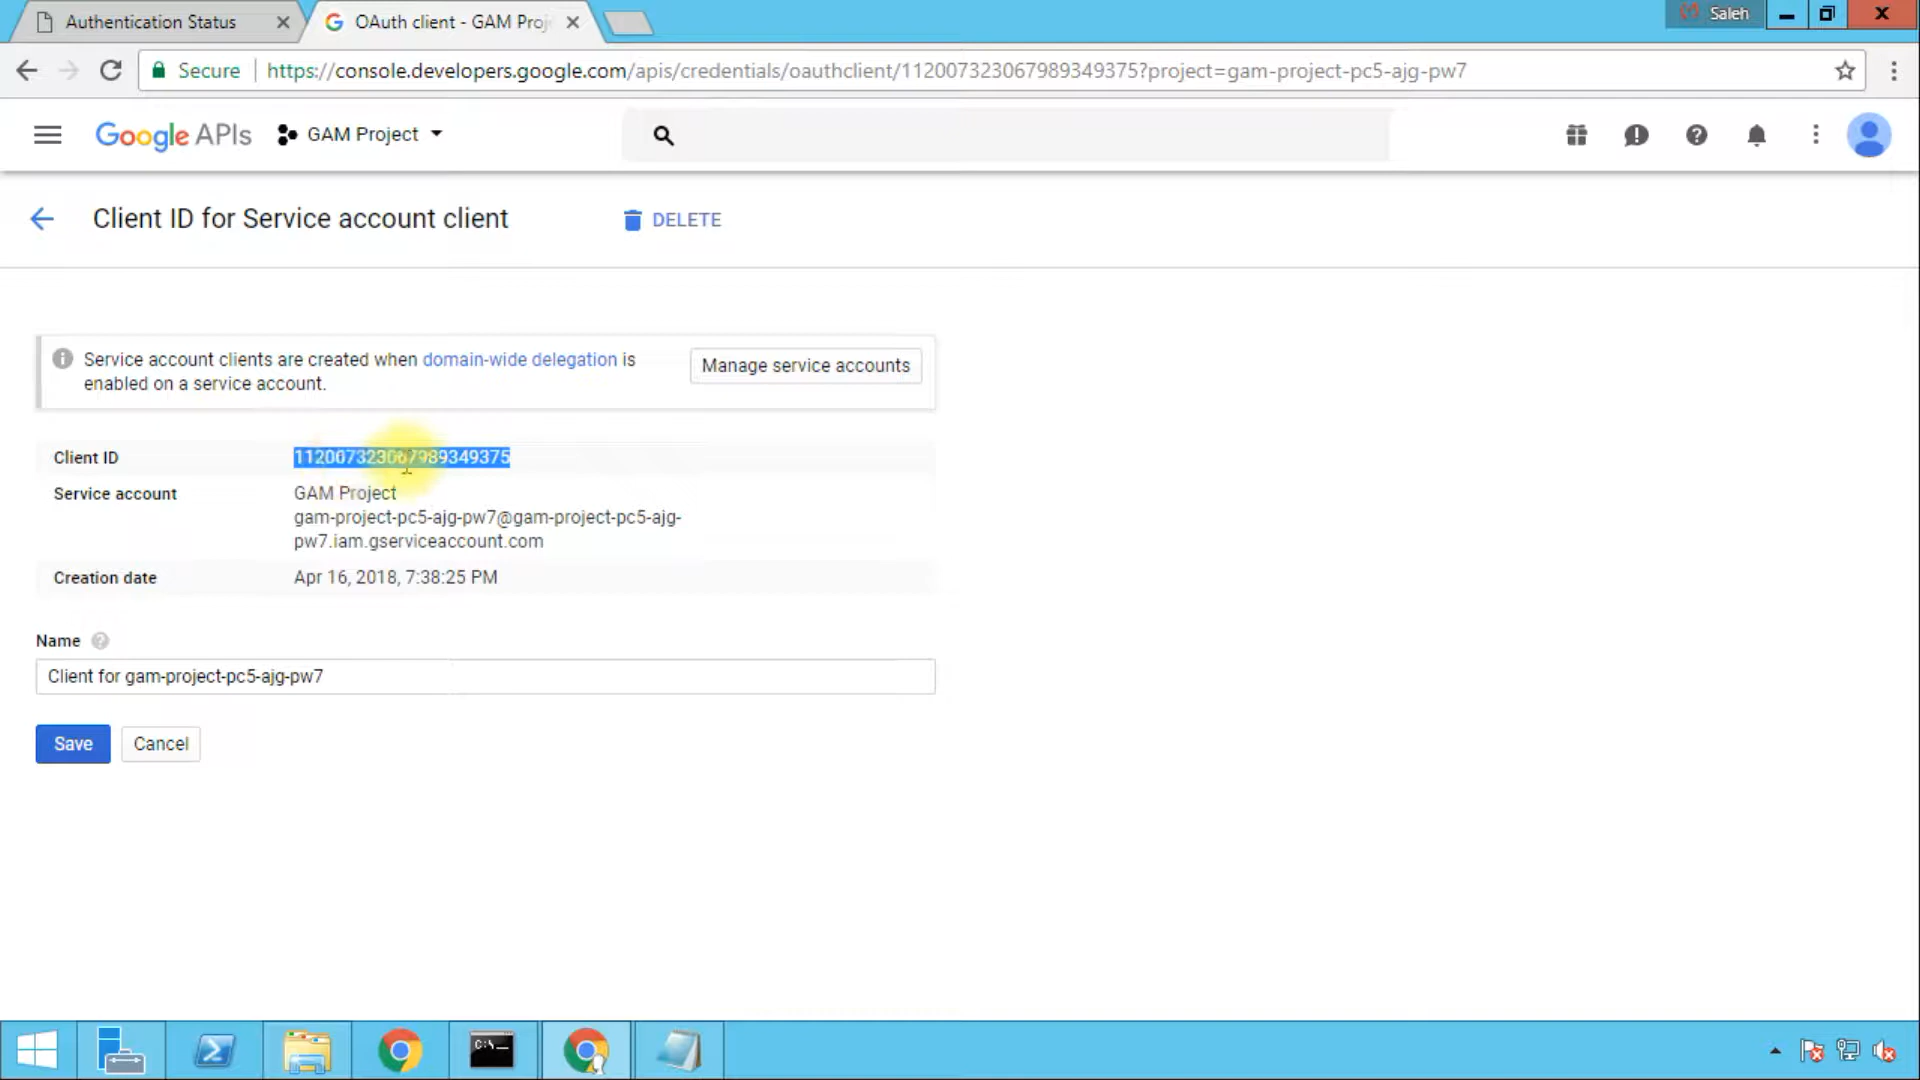 Authentication Status
OAuth client - GAM Proj
Saleh
Secure
https://console.developers.google.com/apis/credentials/oauthclient/112007323067989349375?project=gam-project-pc5-ajg-pw7
Google APIs
GAM Project
Client ID for Service account client
DELETE
Service account clients are created when domain-wide delegation is
enabled on a service account.
Manage service accounts
Client ID
112007323067989349375
Service account
GAM Project
gam-project-pc5-ajg-pw7@gam-project-pc5-ajg-
pw7.iam.gserviceaccount.com
Creation date
Apr 16, 2018, 7:38:25 PM
Name
Client for gam-project-pc5-ajg-pw7
Save
Cancel